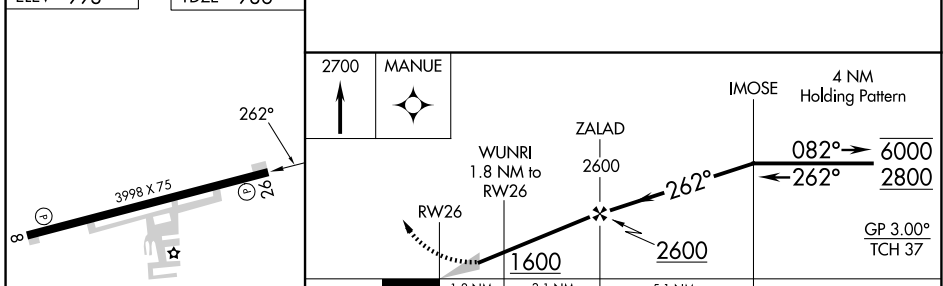 262°
3998 X 75
P
P
26
8
2700
MANUE
4 NM
Holding Pattern
IMOSE
ZALAD
2600
WUNRI
1.8 NM to
RW26
RW26
082°
6000
262°
262°
2800
2600
1600
GP 3.00°
TCH 37